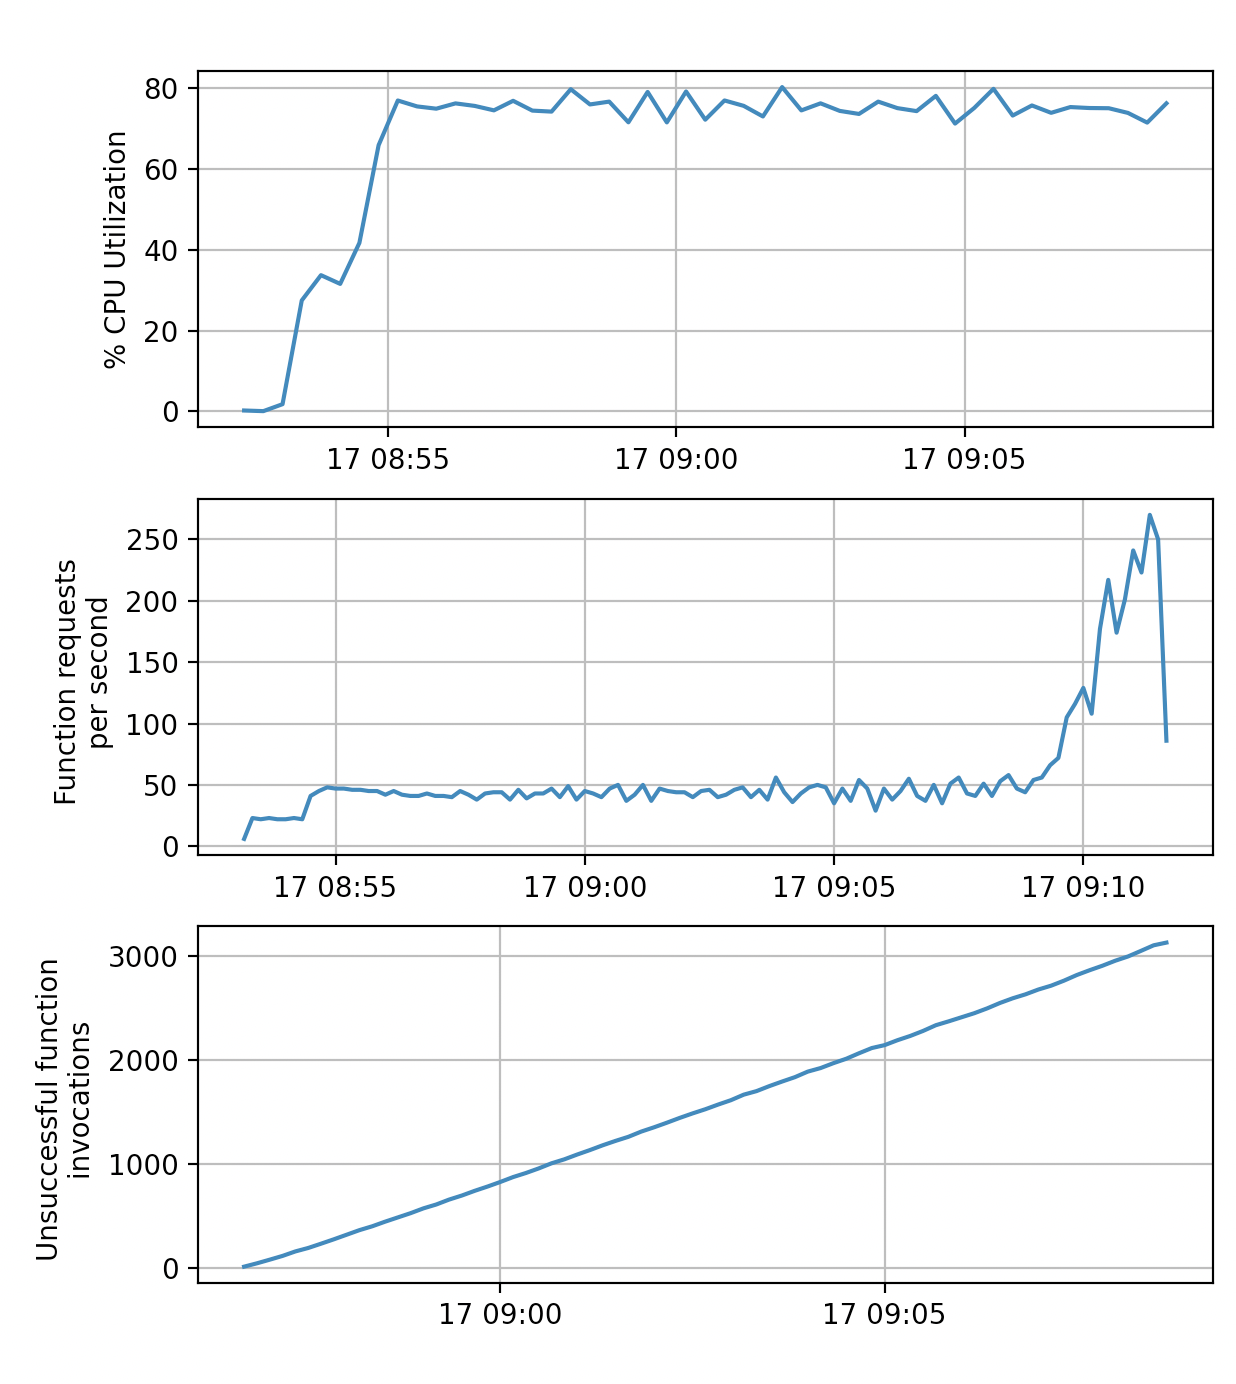 % CPU Utilization
80
60
40
20
0
17 08:55 17 09:00 17 09:05
Function requests
per second
250
200
150
100
50
0
17 08:55 17 09:00 17 09:05 17 09:10
Unsuccessful function
invocations
3000
2000
1000
0
17 09:00 17 09:05